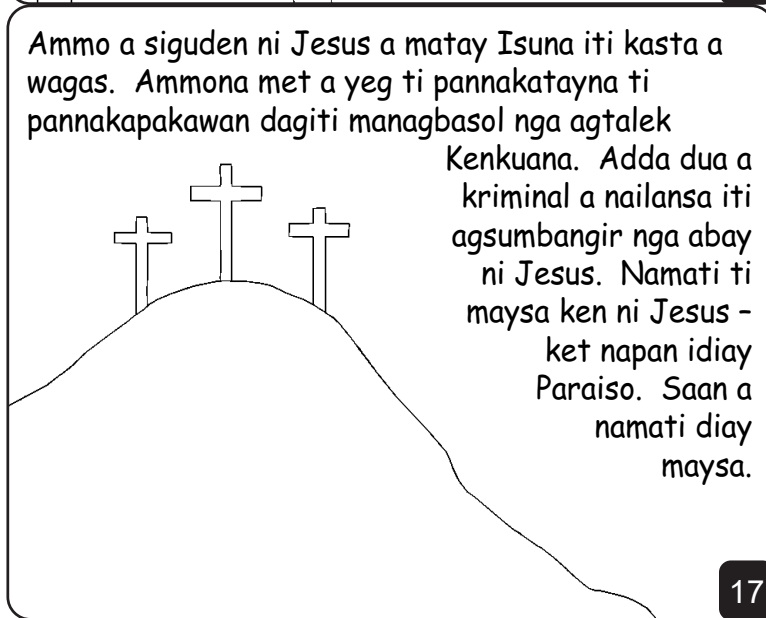 Ammo a siguden ni Jesus a matay Isuna iti kasta a
wagas. Ammona met a yeg ti pannakatayna ti
pannakapakawan dagiti managbasol nga agtalek
Kenkuana. Adda dua a
kriminal a nailansa iti
agsumbangir nga abay
ni Jesus. Namati ti
maysa ken ni Jesus –
ket napan idiay
Paraiso. Saan a
namati diay
maysa.
17